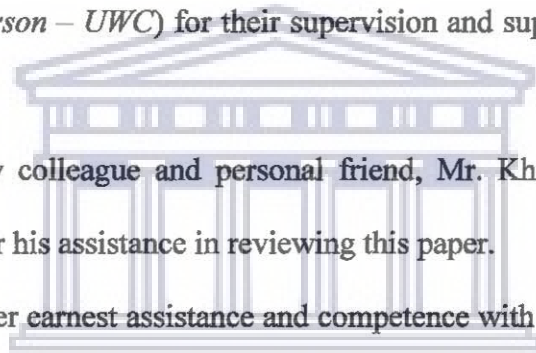 rson – UWC) for their supervision and sup
y colleague and personal friend, Mr. Kh
r his assistance in reviewing this paper.
er earnest assistance and competence with